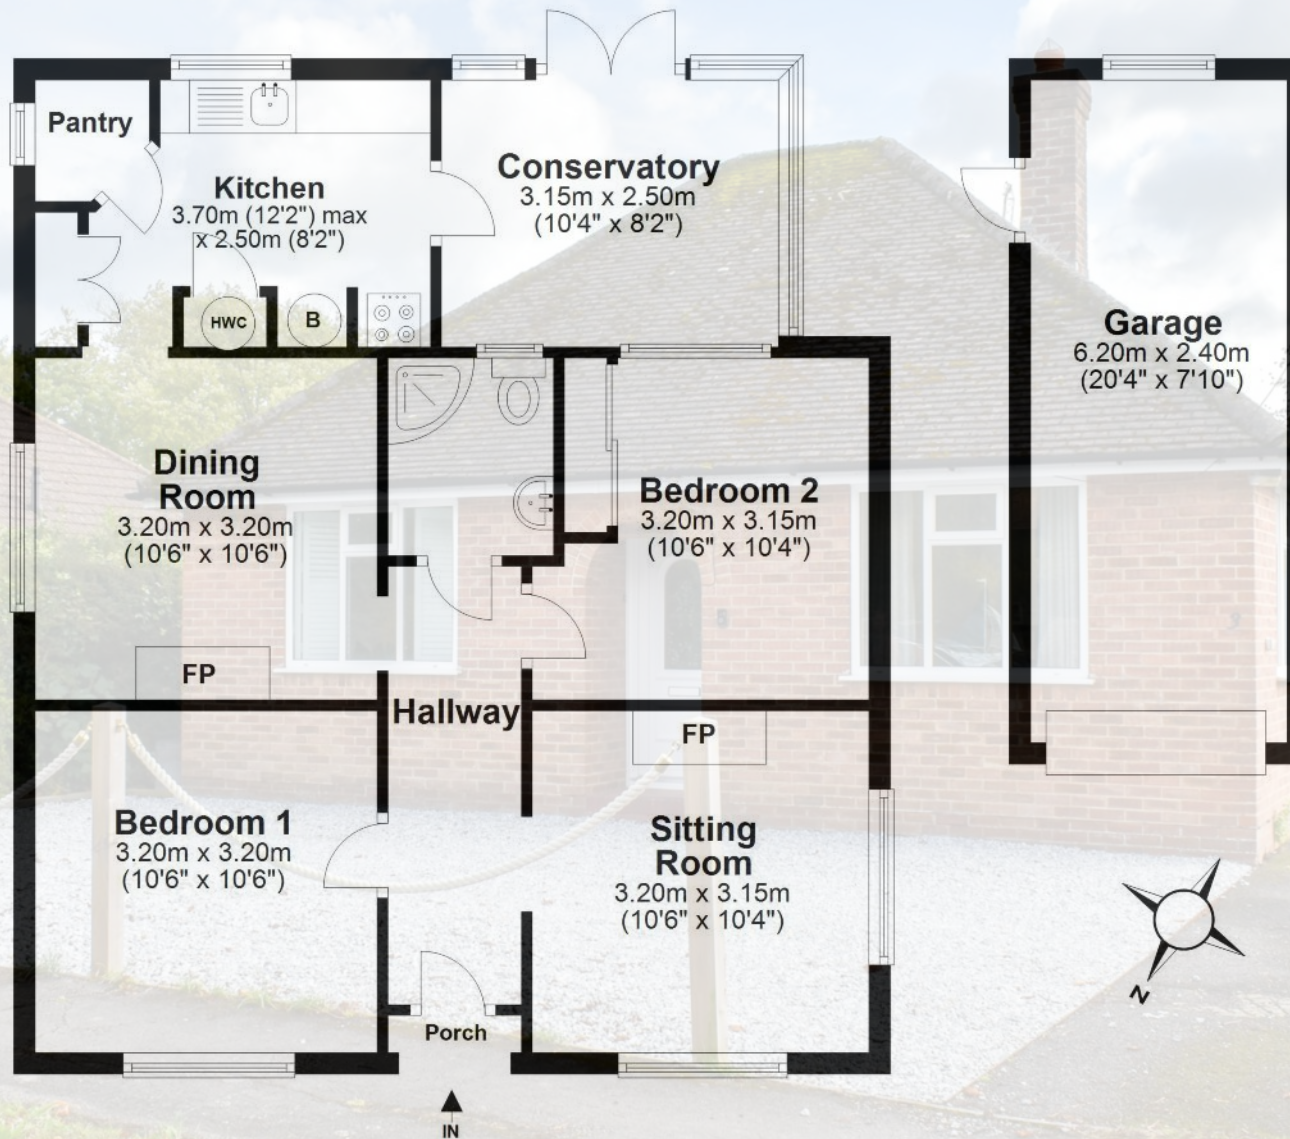 Pantry
Kitchen
3.70m (12'2") max
x 2.50m (8'2")
Conservatory
3.15m x 2.50m
(10'4" x 8'2")
HWC
B
Garage
6.20m x 2.40m
(20'4" x 7'10")
Dining
Room
3.20m x 3.20m
(10'6" x 10'6")
Bedroom 2
3.20m x 3.15m
(10'6" x 10'4")
5
FP
Hallway
FP
Bedroom 1
3.20m x 3.20m
(10'6" x 10'6")
Sitting
Room
3.20m x 3.15m
(10'6" x 10'4")
N
Porch
IN